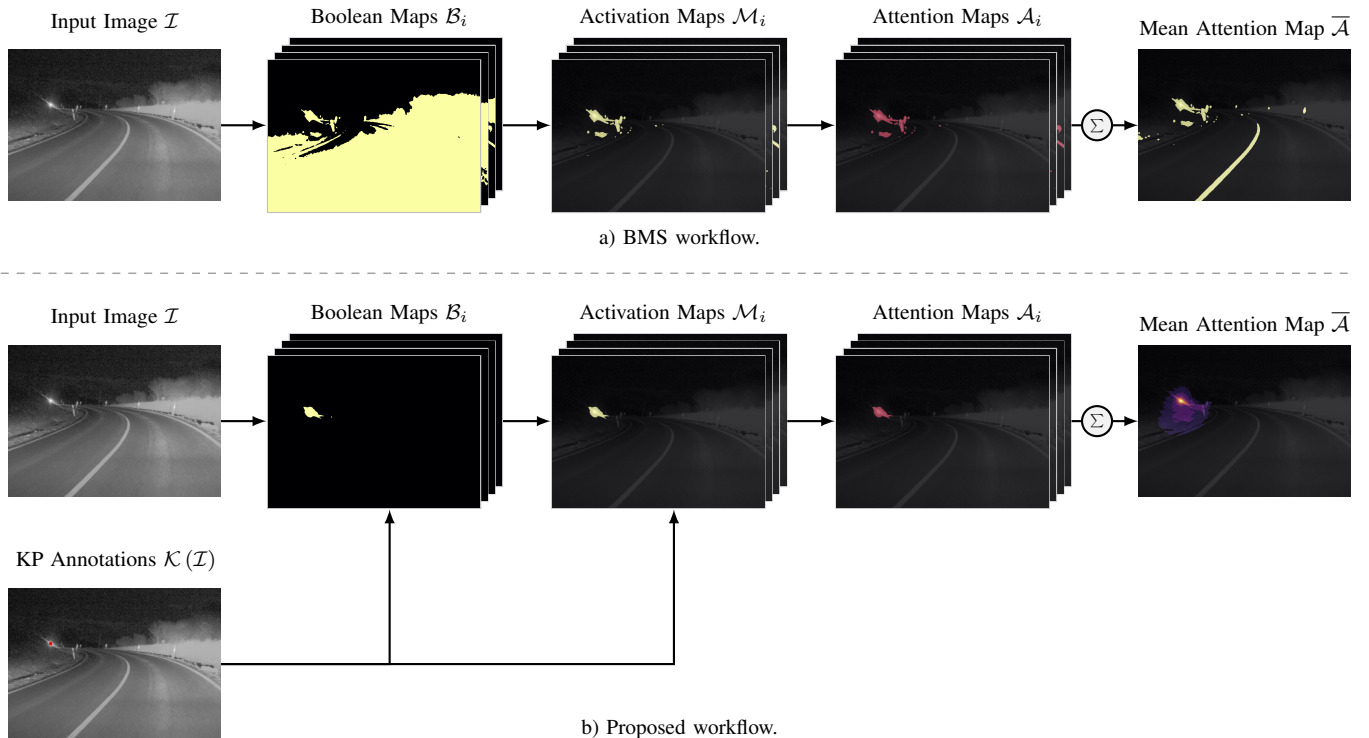 Input Image ℐ
Boolean Maps ℬᵢ
Activation Maps ℳᵢ
Attention Maps 𝒜ᵢ
Mean Attention Map 𝒜̅
Σ
a) BMS workflow.
Input Image ℐ
Boolean Maps ℬᵢ
Activation Maps ℳᵢ
Attention Maps 𝒜ᵢ
Mean Attention Map 𝒜̅
Σ
KP Annotations 𝒦 (ℐ)
b) Proposed workflow.